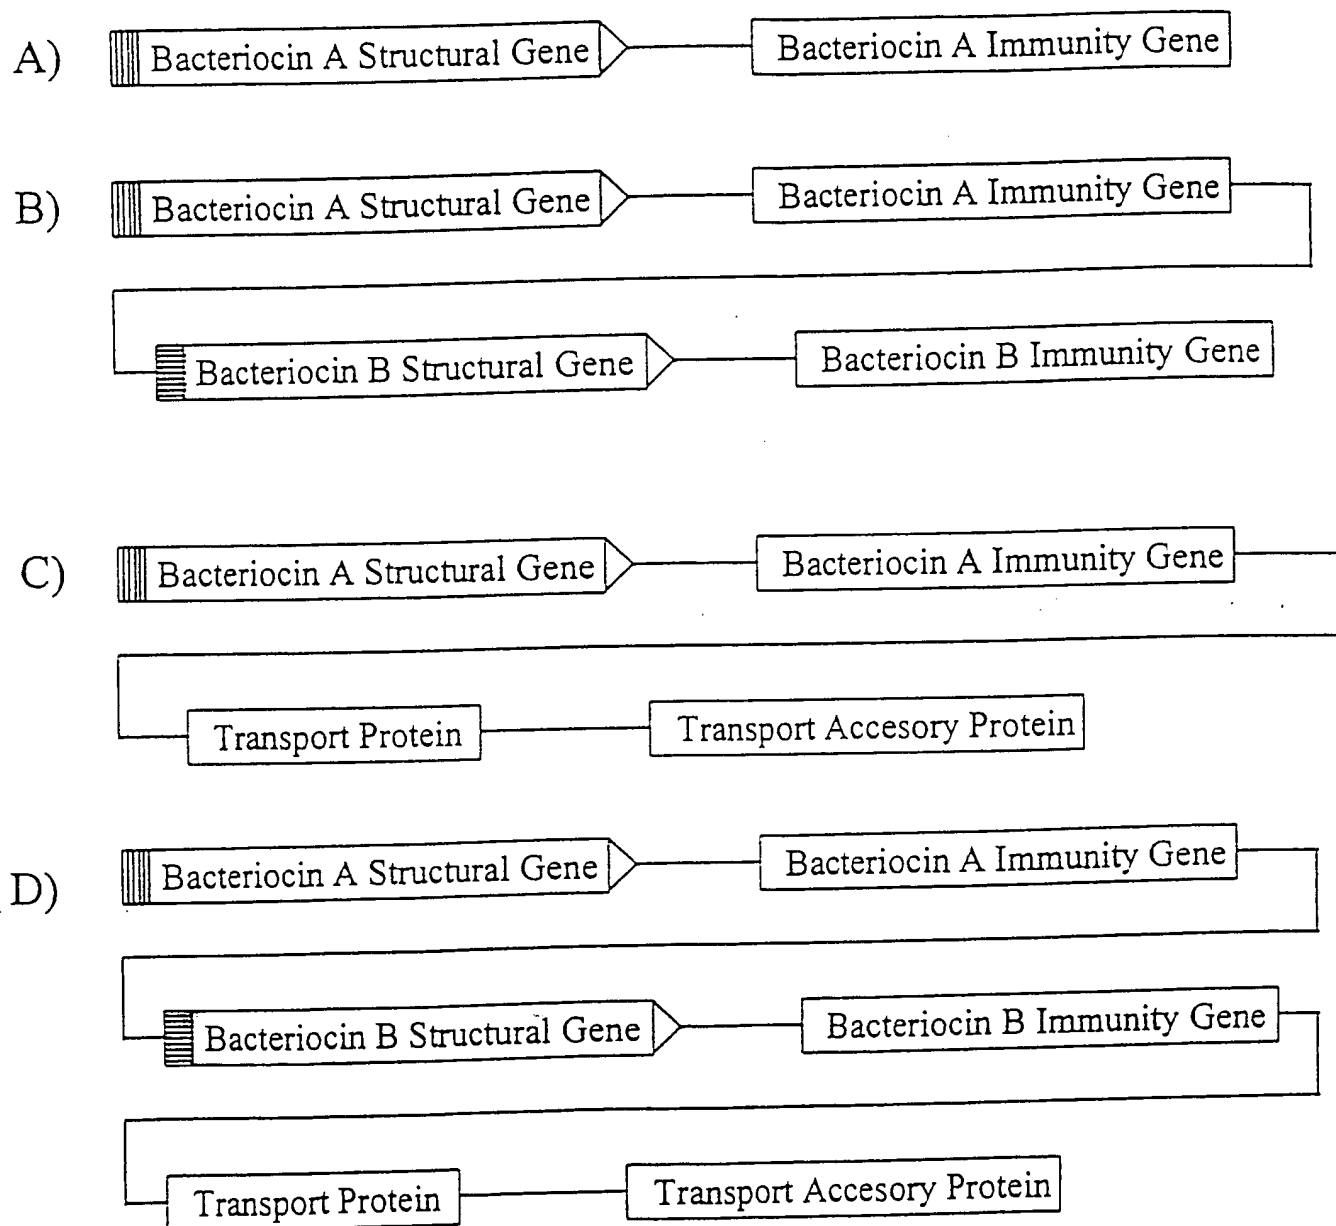 A) Bacteriocin A Structural Gene Bacteriocin A Immunity Gene
B) Bacteriocin A Structural Gene Bacteriocin A Immunity Gene
Bacteriocin B Structural Gene Bacteriocin B Immunity Gene
C) Bacteriocin A Structural Gene Bacteriocin A Immunity Gene
Transport Protein Transport Accesory Protein
D) Bacteriocin A Structural Gene Bacteriocin A Immunity Gene
Bacteriocin B Structural Gene Bacteriocin B Immunity Gene
Transport Protein Transport Accesory Protein